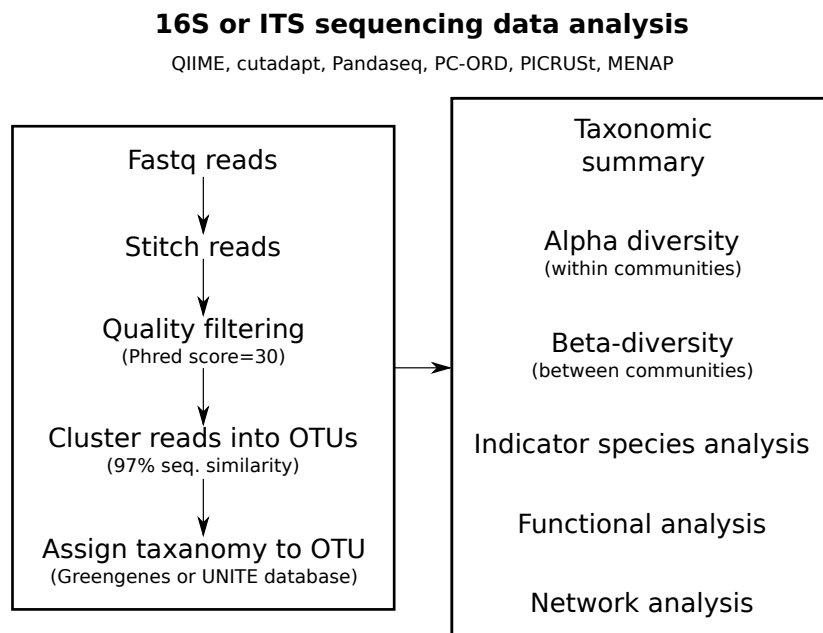 16S or ITS sequencing data analysis
QIIME, cutadapt, Pandaseq, PC-ORD, PICRUSt, MENAP
Fastq reads
Stitch reads
Quality filtering
(Phred score=30)
Cluster reads into OTUs
(97% seq. similarity)
Assign taxanomy to OTU
(Greengenes or UNITE database)
Taxonomic
summary
Alpha diversity
(within communities)
Beta-diversity
(between communities)
Indicator species analysis
Functional analysis
Network analysis